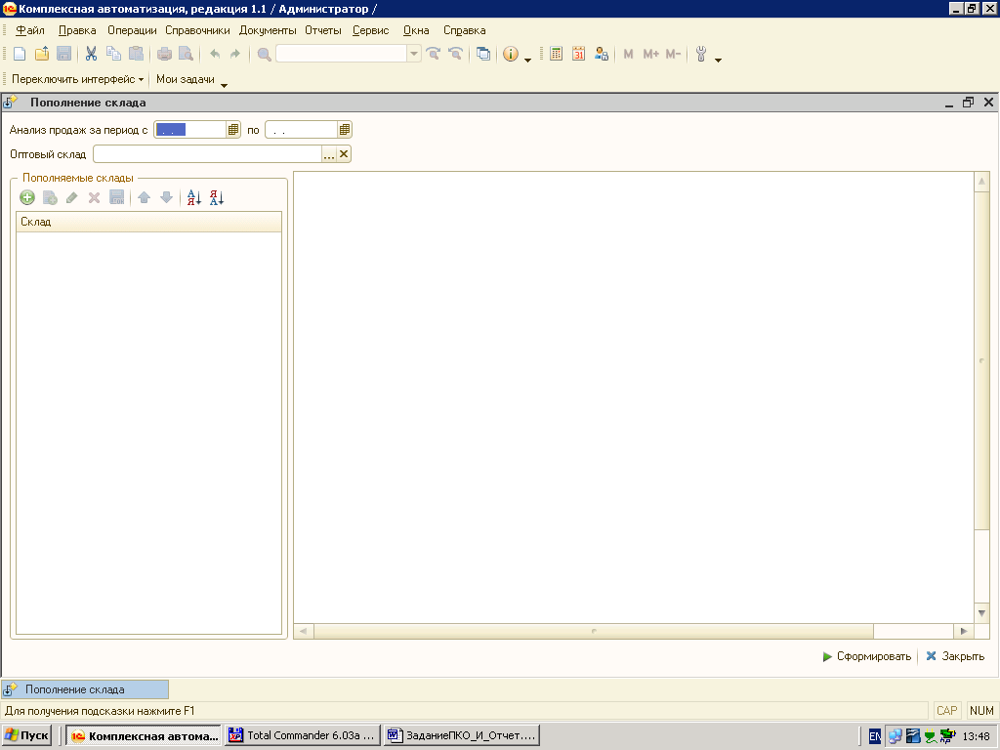 Комплексная автоматизация, редакция 1.1 / Администратор /
Файл Правка Операции Справочники Документы Отчеты Сервис Окна Справка
M M+ M-
Переключить интерфейс Мои задачи
Пополнение склада
Анализ продаж за период с . . по . .
Оптовый склад ...
Пополняемые склады
Склад
Сформировать Закрыть
Пополнение склада
Для получения подсказки нажмите F1 CAP NUM
Пуск Комплексная автома... Total Commander 6.03a ... ЗаданиеПКО_И_Отчет.... EN 13:48